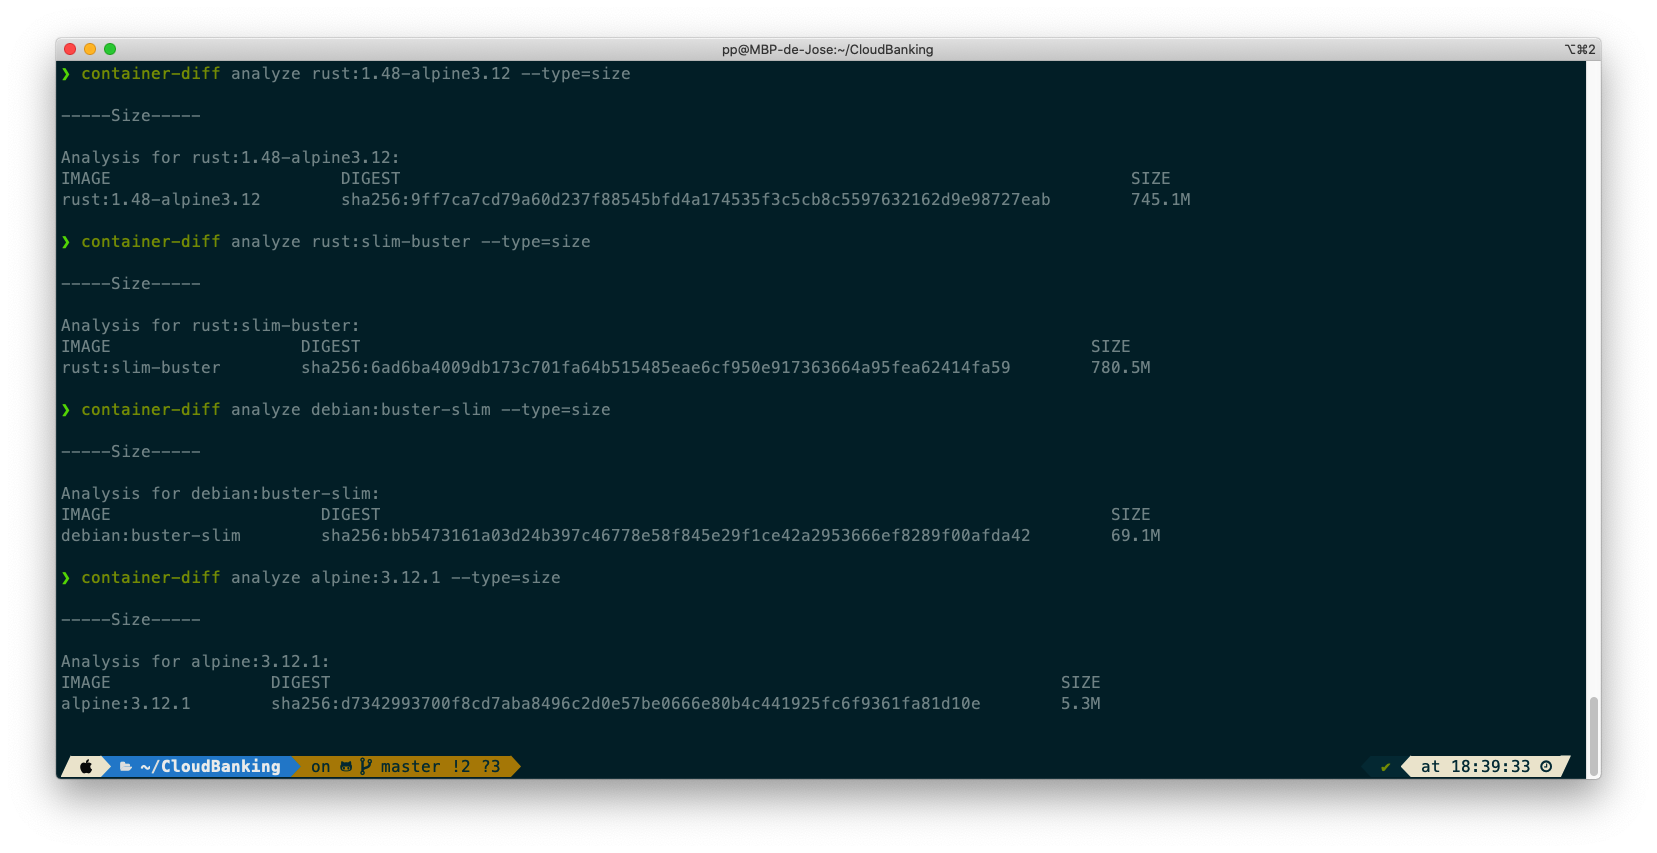 pp@MBP-de-Jose:~/CloudBanking ⌥⌘2
❯ container-diff analyze rust:1.48-alpine3.12 --type=size
-----Size-----
Analysis for rust:1.48-alpine3.12:
IMAGE DIGEST SIZE
rust:1.48-alpine3.12 sha256:9ff7ca7cd79a60d237f88545bfd4a174535f3c5cb8c5597632162d9e98727eab 745.1M
❯ container-diff analyze rust:slim-buster --type=size
-----Size-----
Analysis for rust:slim-buster:
IMAGE DIGEST SIZE
rust:slim-buster sha256:6ad6ba4009db173c701fa64b515485eae6cf950e917363664a95fea62414fa59 780.5M
❯ container-diff analyze debian:buster-slim --type=size
-----Size-----
Analysis for debian:buster-slim:
IMAGE DIGEST SIZE
debian:buster-slim sha256:bb5473161a03d24b397c46778e58f845e29f1ce42a2953666ef8289f00afda42 69.1M
❯ container-diff analyze alpine:3.12.1 --type=size
-----Size-----
Analysis for alpine:3.12.1:
IMAGE DIGEST SIZE
alpine:3.12.1 sha256:d7342993700f8cd7aba8496c2d0e57be0666e80b4c441925fc6f9361fa81d10e 5.3M
~/CloudBanking on master !2 ?3 ✔ at 18:39:33